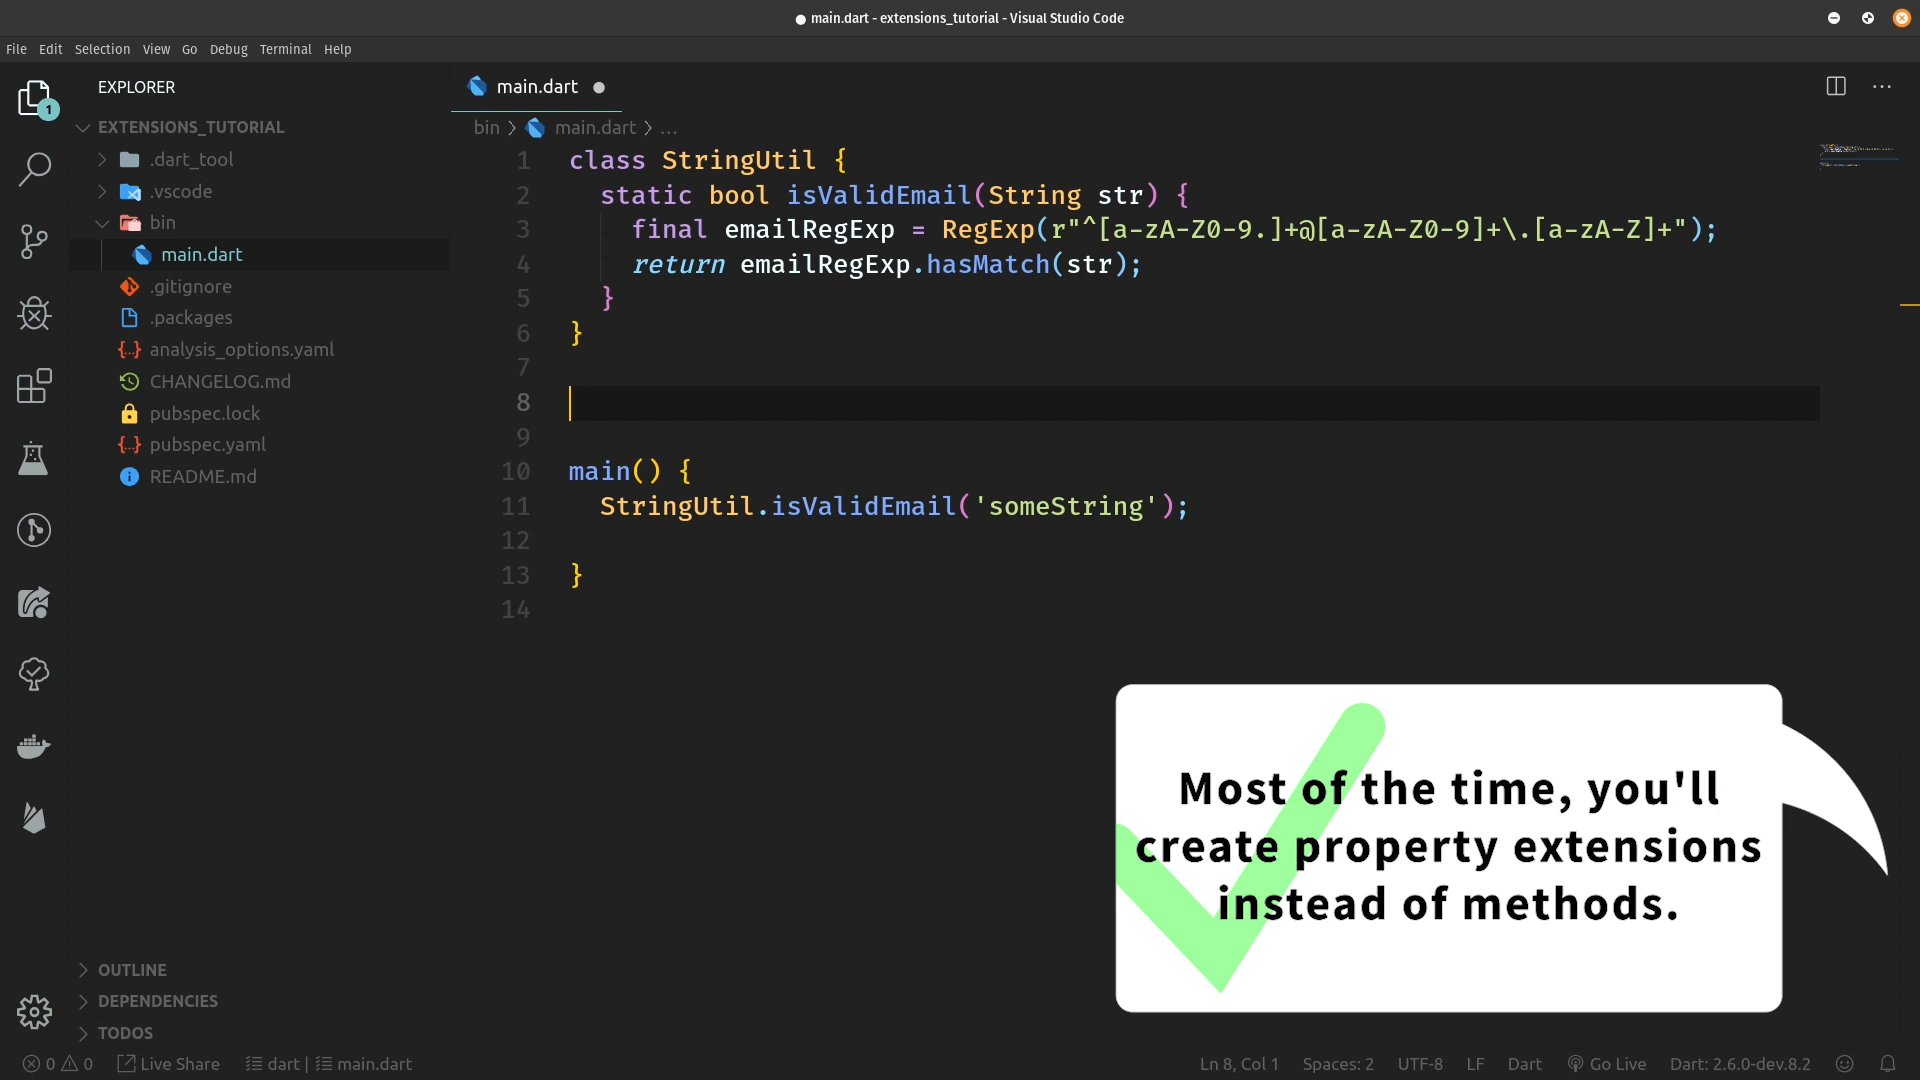 ● main.dart - extensions_tutorial - Visual Studio Code
File Edit Selection View Go Debug Terminal Help
1
EXPLORER
EXTENSIONS_TUTORIAL
.dart_tool
.vscode
bin
main.dart
.gitignore
.packages
analysis_options.yaml
CHANGELOG.md
pubspec.lock
pubspec.yaml
README.md
OUTLINE
DEPENDENCIES
TODOS
main.dart ●
bin > main.dart > ...
1 class StringUtil {
2 static bool isValidEmail(String str) {
3 final emailRegExp = RegExp(r"^[a-zA-Z0-9.]+@[a-zA-Z0-9]+\.[a-zA-Z]+");
4 return emailRegExp.hasMatch(str);
5 }
6 }
7
8
9
10 main() {
11 StringUtil.isValidEmail('someString');
12
13 }
14
Most of the time, you'll
create property extensions
instead of methods.
0 0 Live Share dart | main.dart Ln 8, Col 1 Spaces: 2 UTF-8 LF Dart Go Live Dart: 2.6.0-dev.8.2